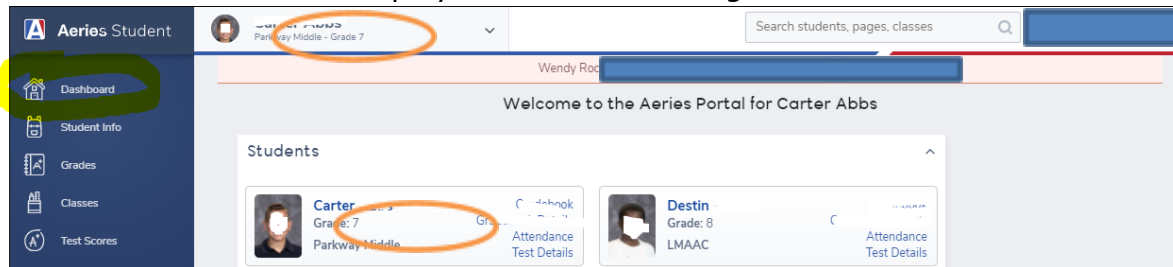 Aeries Student
Parkway Middle - Grade 7
Search students, pages, classes
Wendy
Dashboard
Welcome to the Aeries Portal for Carter Abbs
Student Info
Students
Grades
Classes
Carter
Destin
Grade: 7
Grade: 8
Attendance
Attendance
Parkway Middle
LMAAC
Test Details
Test Details
Test Scores